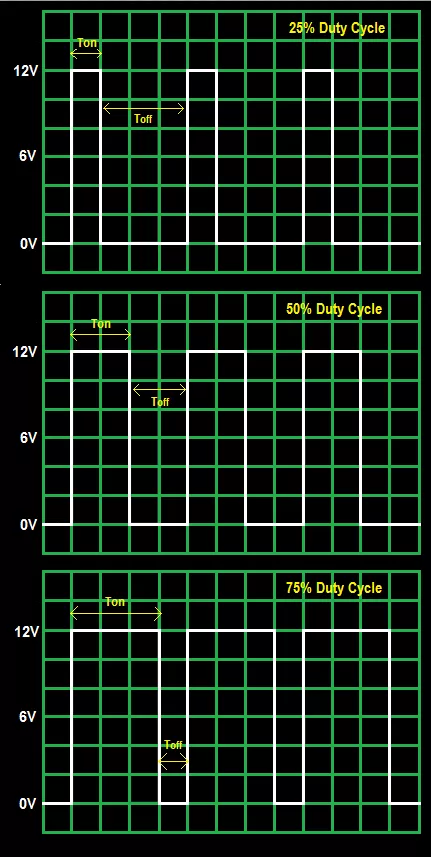 25% Duty Cycle
Ton
12V
Toff
6V
0V
50% Duty Cycle
Ton
12V
Toff
6V
0V
75% Duty Cycle
Ton
12V
6V
Toff
0V